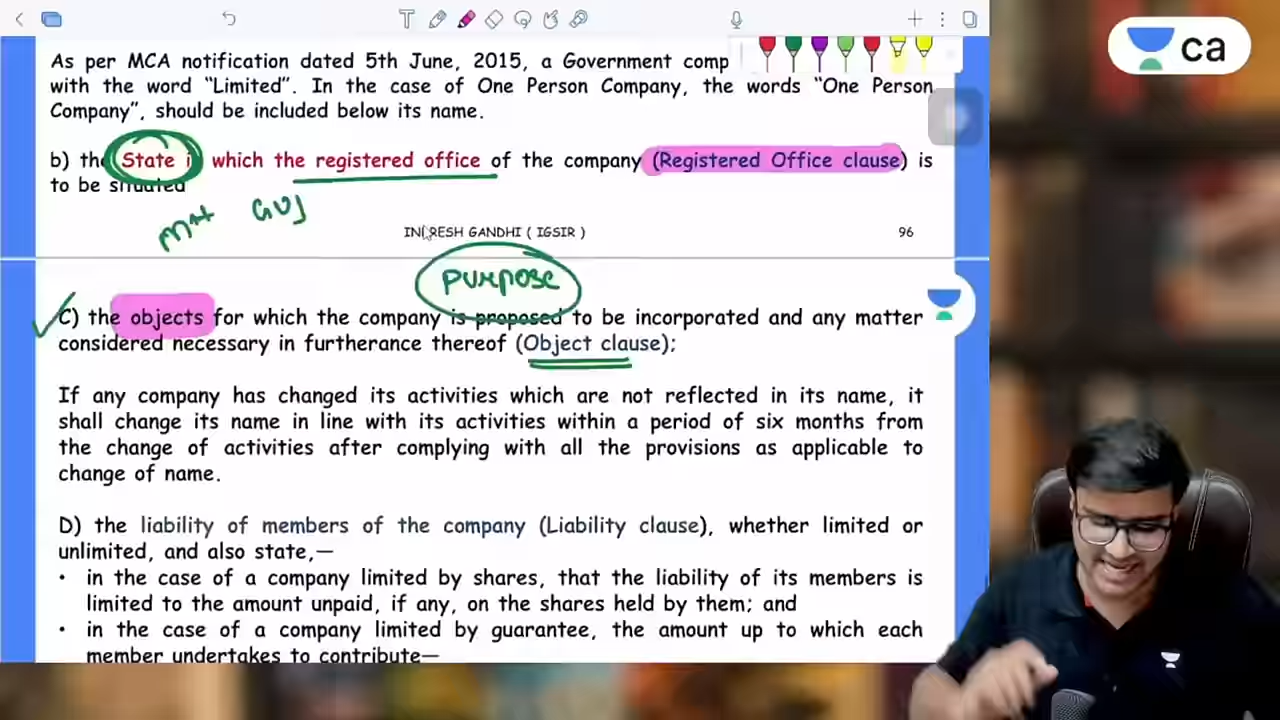 ca
As per MCA notification dated 5th June, 2015, a Government comp
with the word “Limited”. In the case of One Person Company, the words “One Person
Company”, should be included below its name.
b) the State i which the registered office of the company (Registered Office clause) is
to be situated
MH GUJ
INDRESH GANDHI ( IGSIR ) 96
purpose
C) the objects for which the company is proposed to be incorporated and any matter
considered necessary in furtherance thereof (Object clause);
If any company has changed its activities which are not reflected in its name, it
shall change its name in line with its activities within a period of six months from
the change of activities after complying with all the provisions as applicable to
change of name.
D) the liability of members of the company (Liability clause), whether limited or
unlimited, and also state,—
• in the case of a company limited by shares, that the liability of its members is
limited to the amount unpaid, if any, on the shares held by them; and
• in the case of a company limited by guarantee, the amount up to which each
member undertakes to contribute—